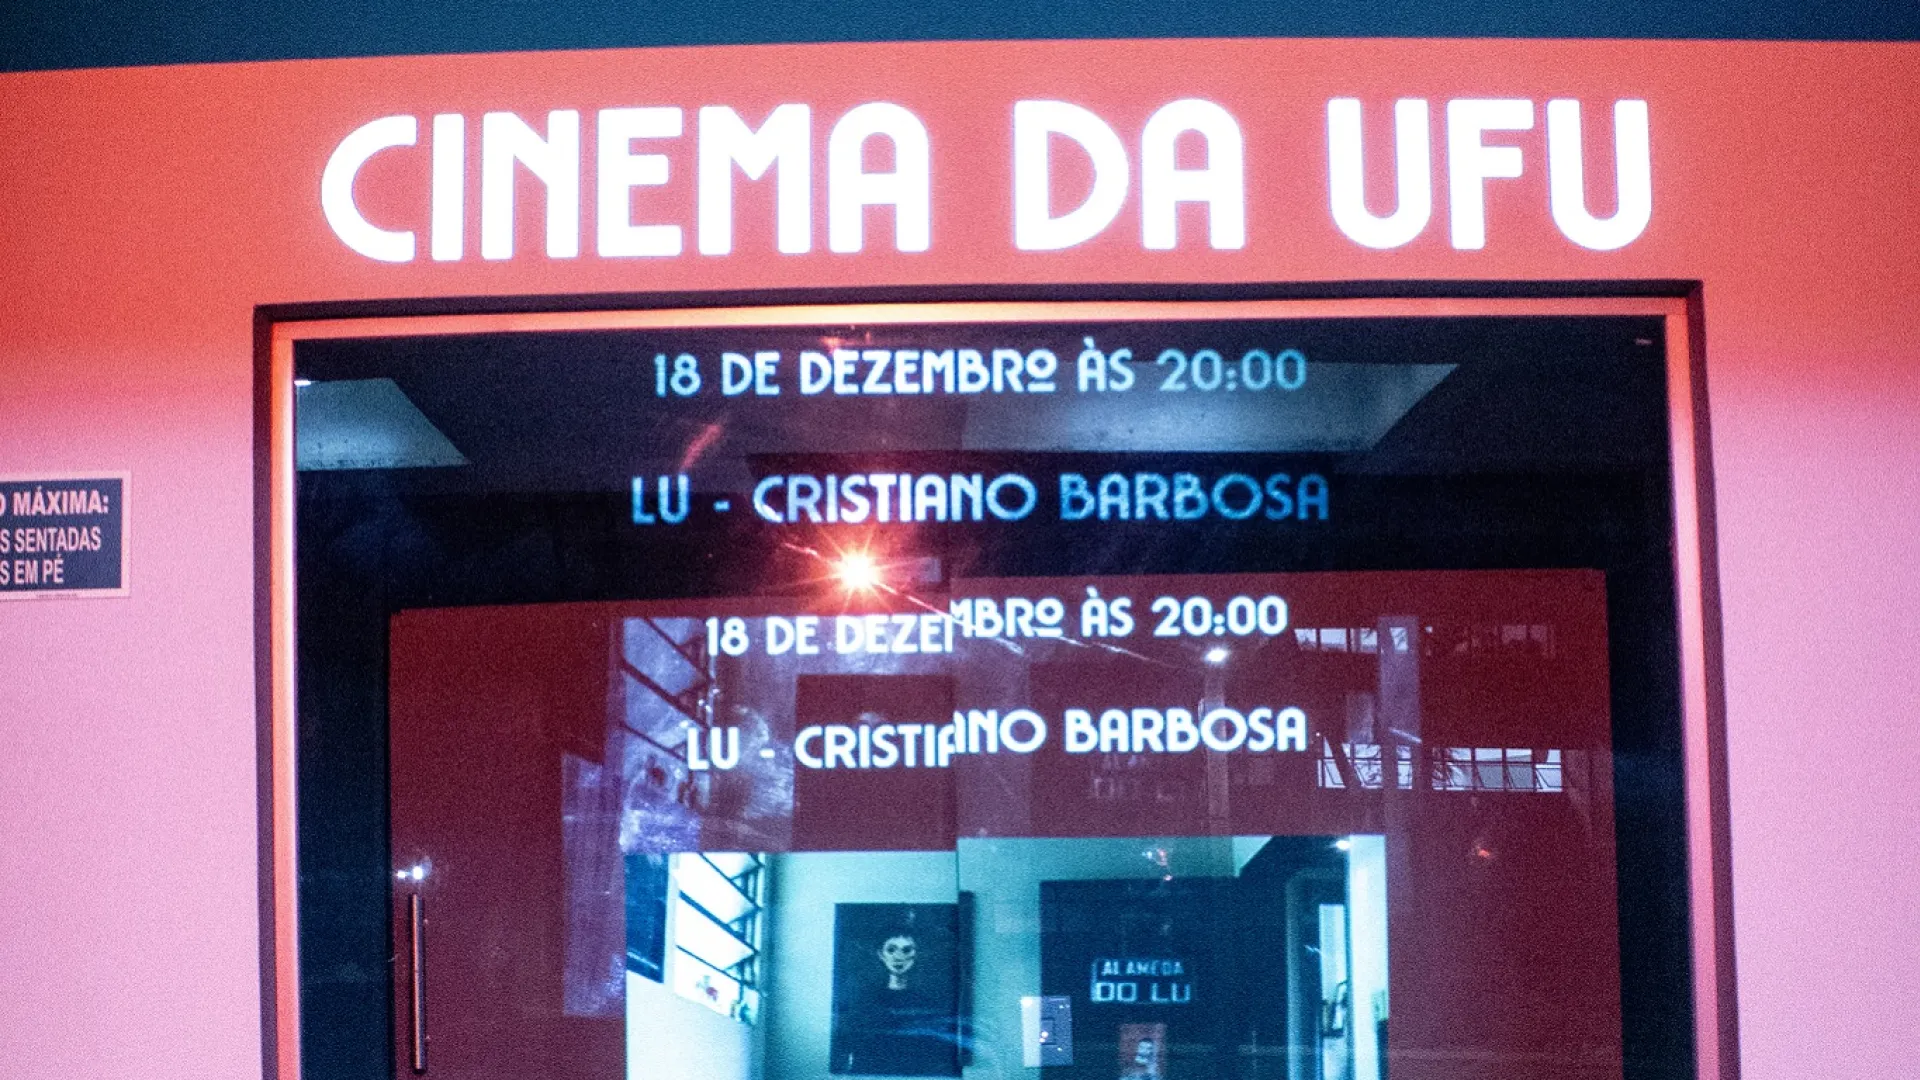 CINEMA DA UFU
18 DE DEZEMBRO ÀS 20:00
LU - CRISTIANO BARBOSA
MÁXIMA:
SENTADAS
EM PÉ
18 DE DEZEMBRO ÀS 20:00
LU - CRISTIANO BARBOSA
ALAMEDA
DO LU